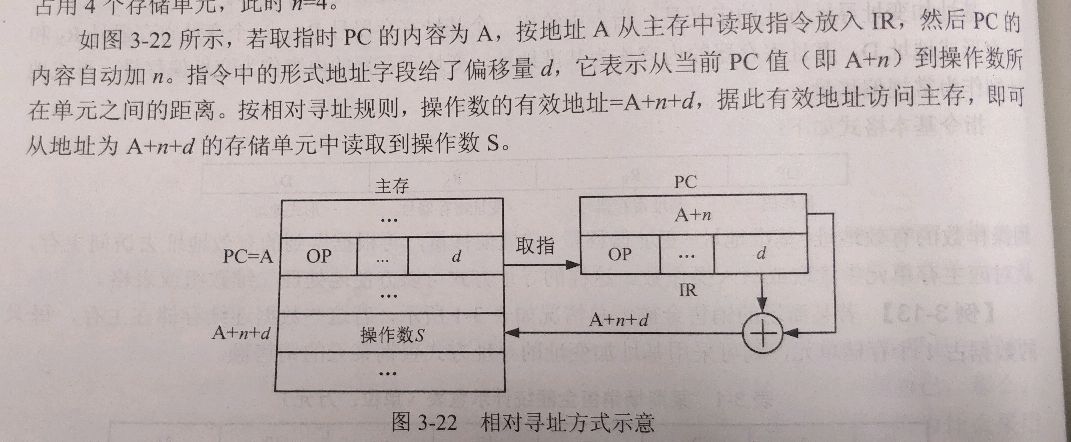 占用 4 个存储单元，此时 n=4。
如图 3-22 所示，若取指时 PC 的内容为 A，按地址 A 从主存中读取指令放入 IR，然后 PC 的
内容自动加 n。指令中的形式地址字段给了偏移量 d，它表示从当前 PC 值（即 A+n）到操作数所
在单元之间的距离。按相对寻址规则，操作数的有效地址=A+n+d，据此有效地址访问主存，即可
从地址为 A+n+d 的存储单元中读取到操作数 S。
主存
PC
...
A+n
PC=A
OP
...
d
取指
OP
...
d
...
IR
A+n+d
操作数S
A+n+d
...
图 3-22 相对寻址方式示意
【例 3-13】